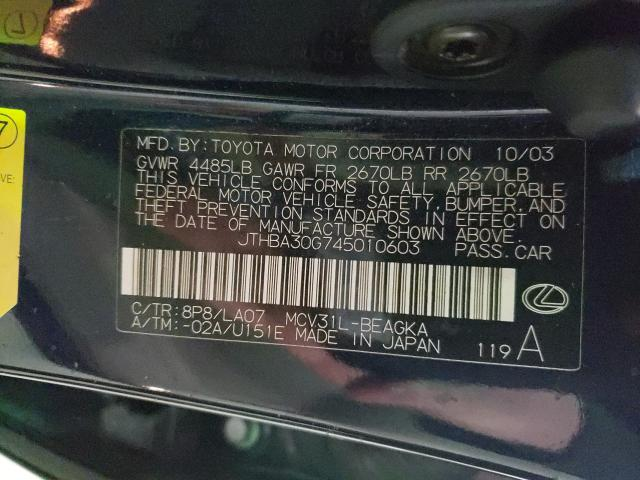 MFD. BY: TOYOTA MOTOR CORPORATION 10/03
GVWR 4485LB GAWR FR 2670LB RR 2670LB
THIS VEHICLE CONFORMS TO ALL APPLICABLE
FEDERAL MOTOR VEHICLE SAFETY, BUMPER, AND
THEFT PREVENTION STANDARDS IN EFFECT ON
THE DATE OF MANUFACTURE SHOWN ABOVE.
JTHBA30G745010603 PASS. CAR
C/TR: 8P8/LA07 MCV31L-BEAGKA
A/TM: -02A/U151E MADE IN JAPAN
119 A
7